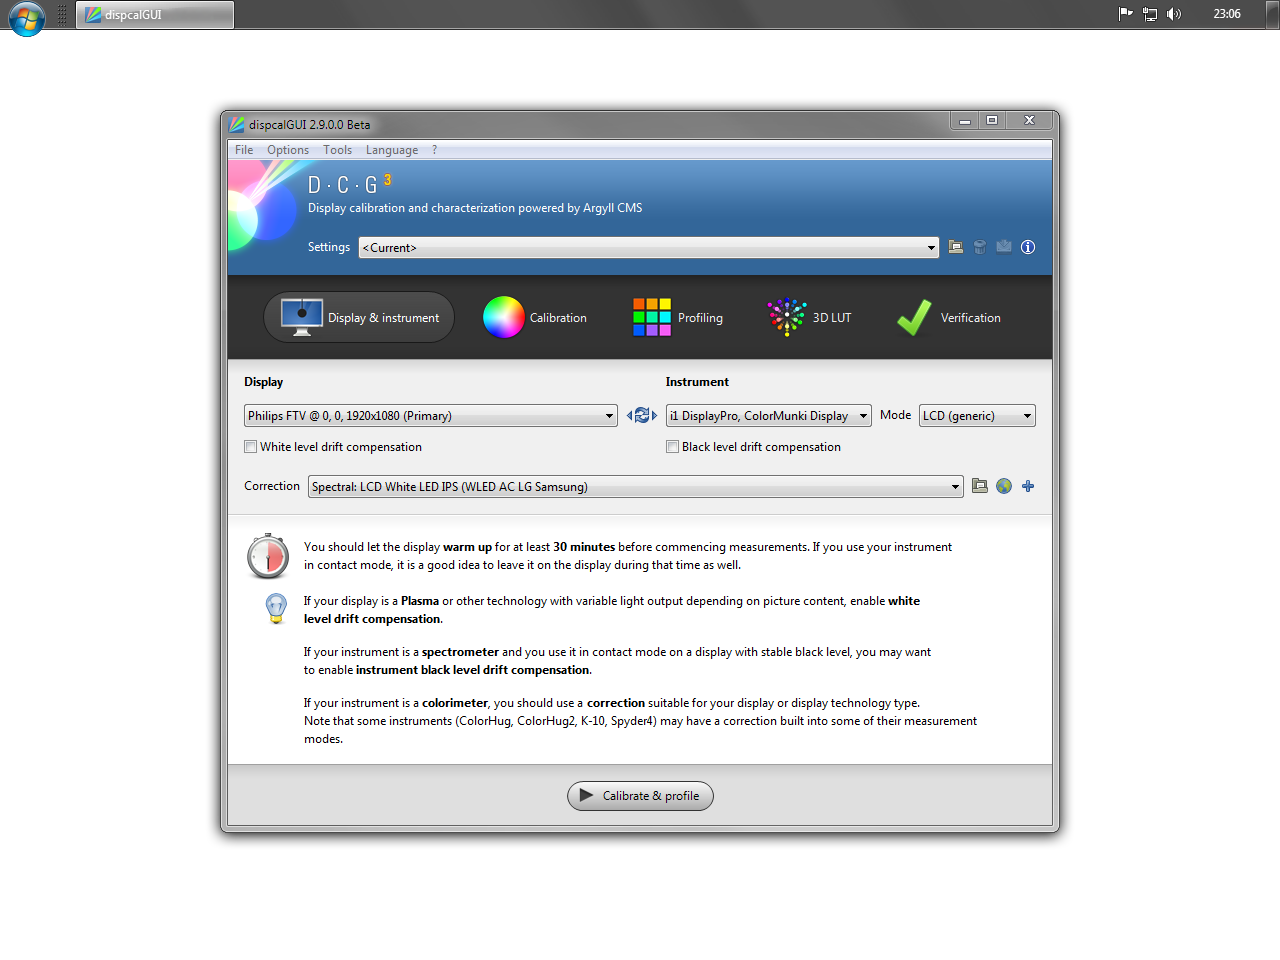 dispcalGUI
23:06
dispcalGUI 2.9.0.0 Beta
File Options Tools Language ?
D · C · G 3
Display calibration and characterization powered by Argyll CMS
Settings <Current>
Display & instrument Calibration Profiling 3D LUT Verification
Display Instrument
Philips FTV @ 0, 0, 1920x1080 (Primary) i1 DisplayPro, ColorMunki Display Mode LCD (generic)
White level drift compensation Black level drift compensation
Correction Spectral: LCD White LED IPS (WLED AC LG Samsung)
You should let the display warm up for at least 30 minutes before commencing measurements. If you use your instrument
in contact mode, it is a good idea to leave it on the display during that time as well.
If your display is a Plasma or other technology with variable light output depending on picture content, enable white
level drift compensation.
If your instrument is a spectrometer and you use it in contact mode on a display with stable black level, you may want
to enable instrument black level drift compensation.
If your instrument is a colorimeter, you should use a correction suitable for your display or display technology type.
Note that some instruments (ColorHug, ColorHug2, K-10, Spyder4) may have a correction built into some of their measurement
modes.
Calibrate & profile